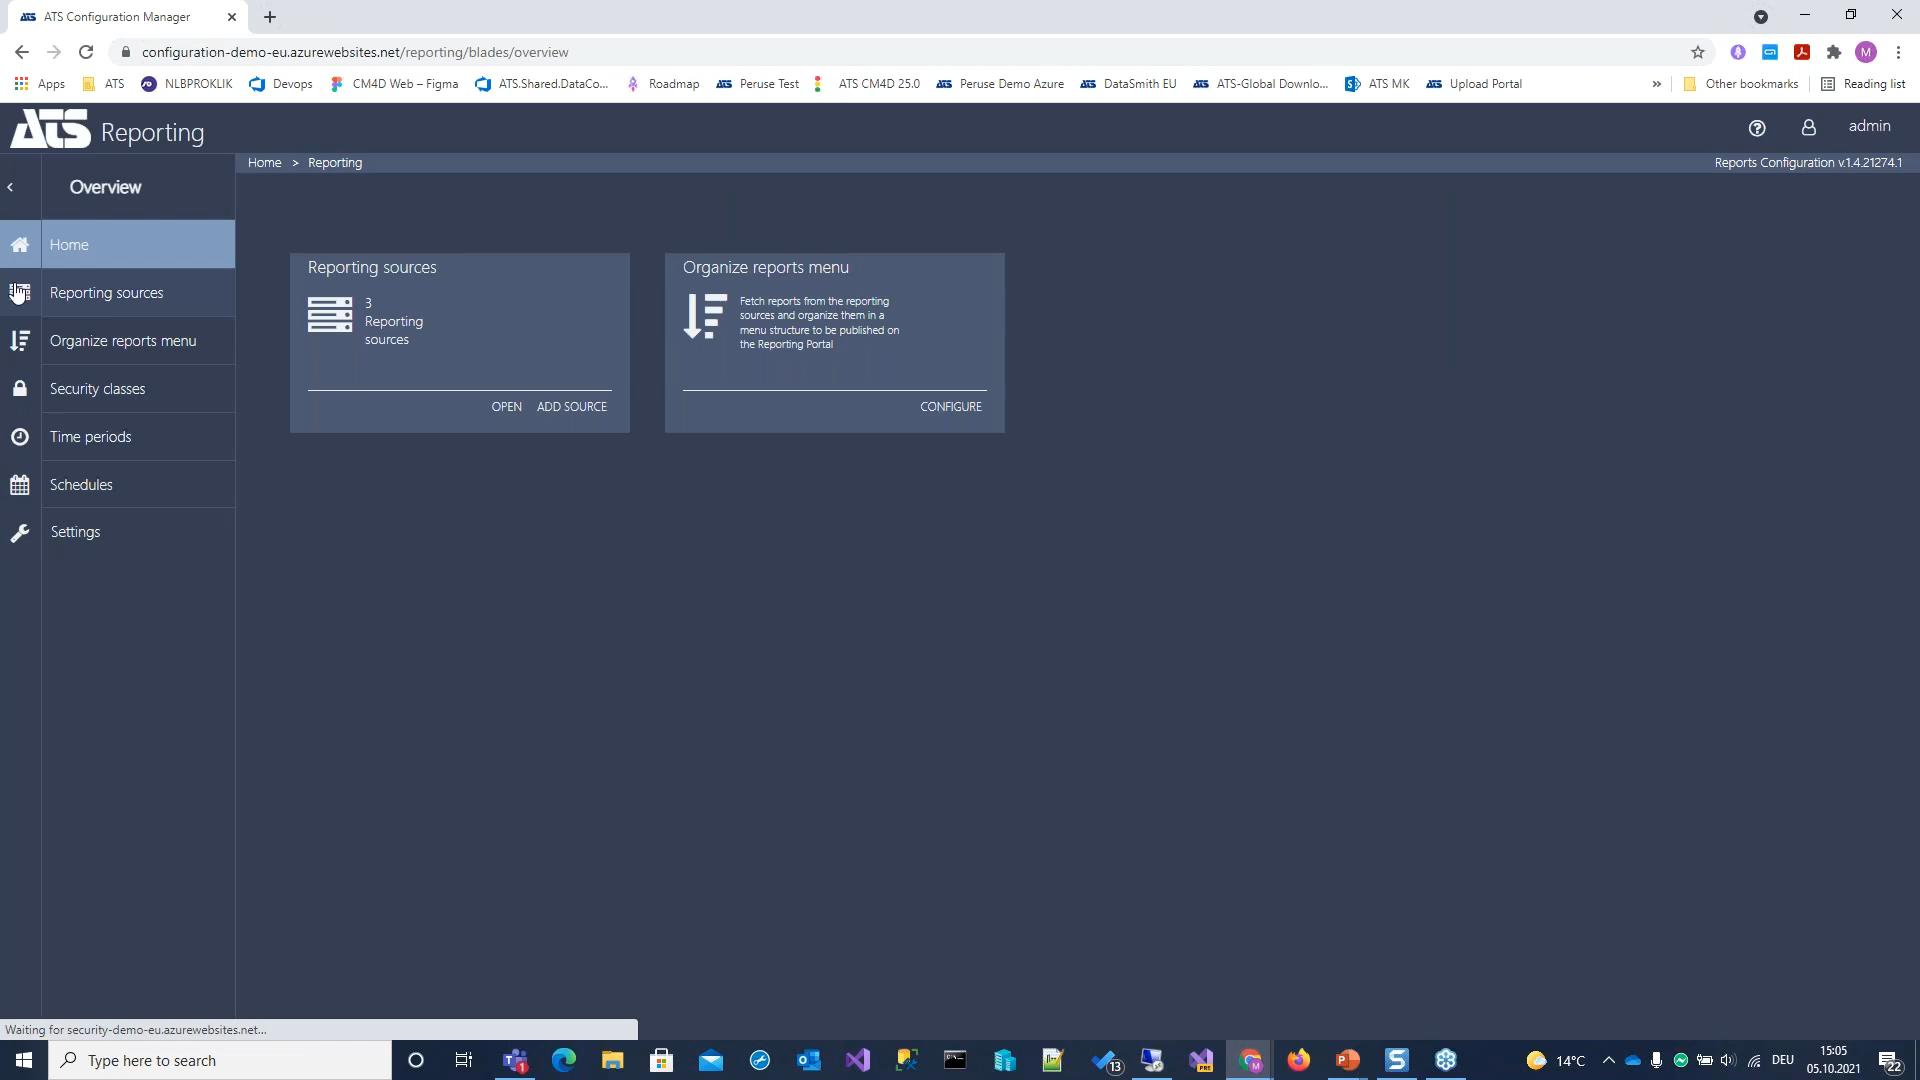 ATS Configuration Manager
configuration-demo-eu.azurewebsites.net/reporting/blades/overview
M
Apps ATS NLBPROKLIK Devops CM4D Web – Figma ATS.Shared.DataCo... Roadmap Peruse Test ATS CM4D 25.0 Peruse Demo Azure DataSmith EU ATS-Global Downlo... ATS MK Upload Portal » Other bookmarks Reading list
ATS Reporting
admin
Home > Reporting
Reports Configuration v.1.4.21274.1
Overview
Home
Reporting sources
Organize reports menu
Security classes
Time periods
Schedules
Settings
Reporting sources
3
Reporting
sources
OPEN ADD SOURCE
Organize reports menu
Fetch reports from the reporting
sources and organize them in a
menu structure to be published on
the Reporting Portal
CONFIGURE
Waiting for security-demo-eu.azurewebsites.net...
Type here to search
13
14°C
DEU
15:05
05.10.2021
22